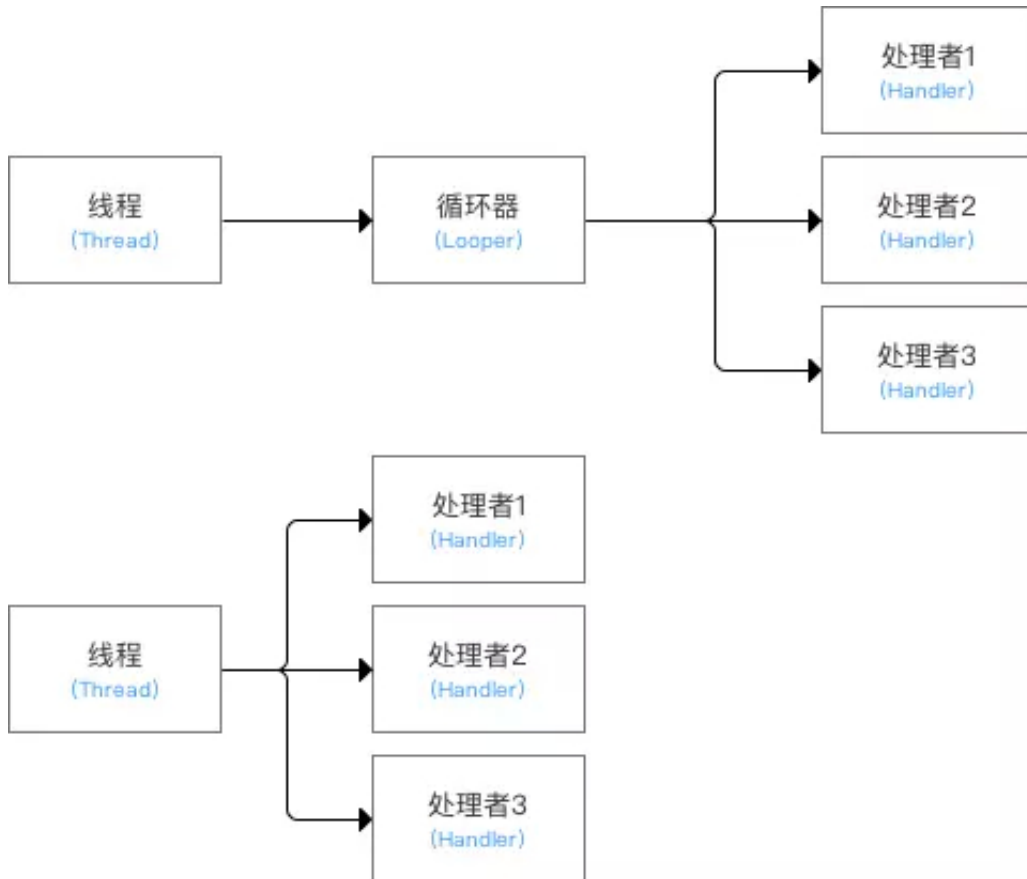 处理者1
(Handler)
线程
(Thread)
循环器
(Looper)
处理者2
(Handler)
处理者3
(Handler)
处理者1
(Handler)
线程
(Thread)
处理者2
(Handler)
处理者3
(Handler)